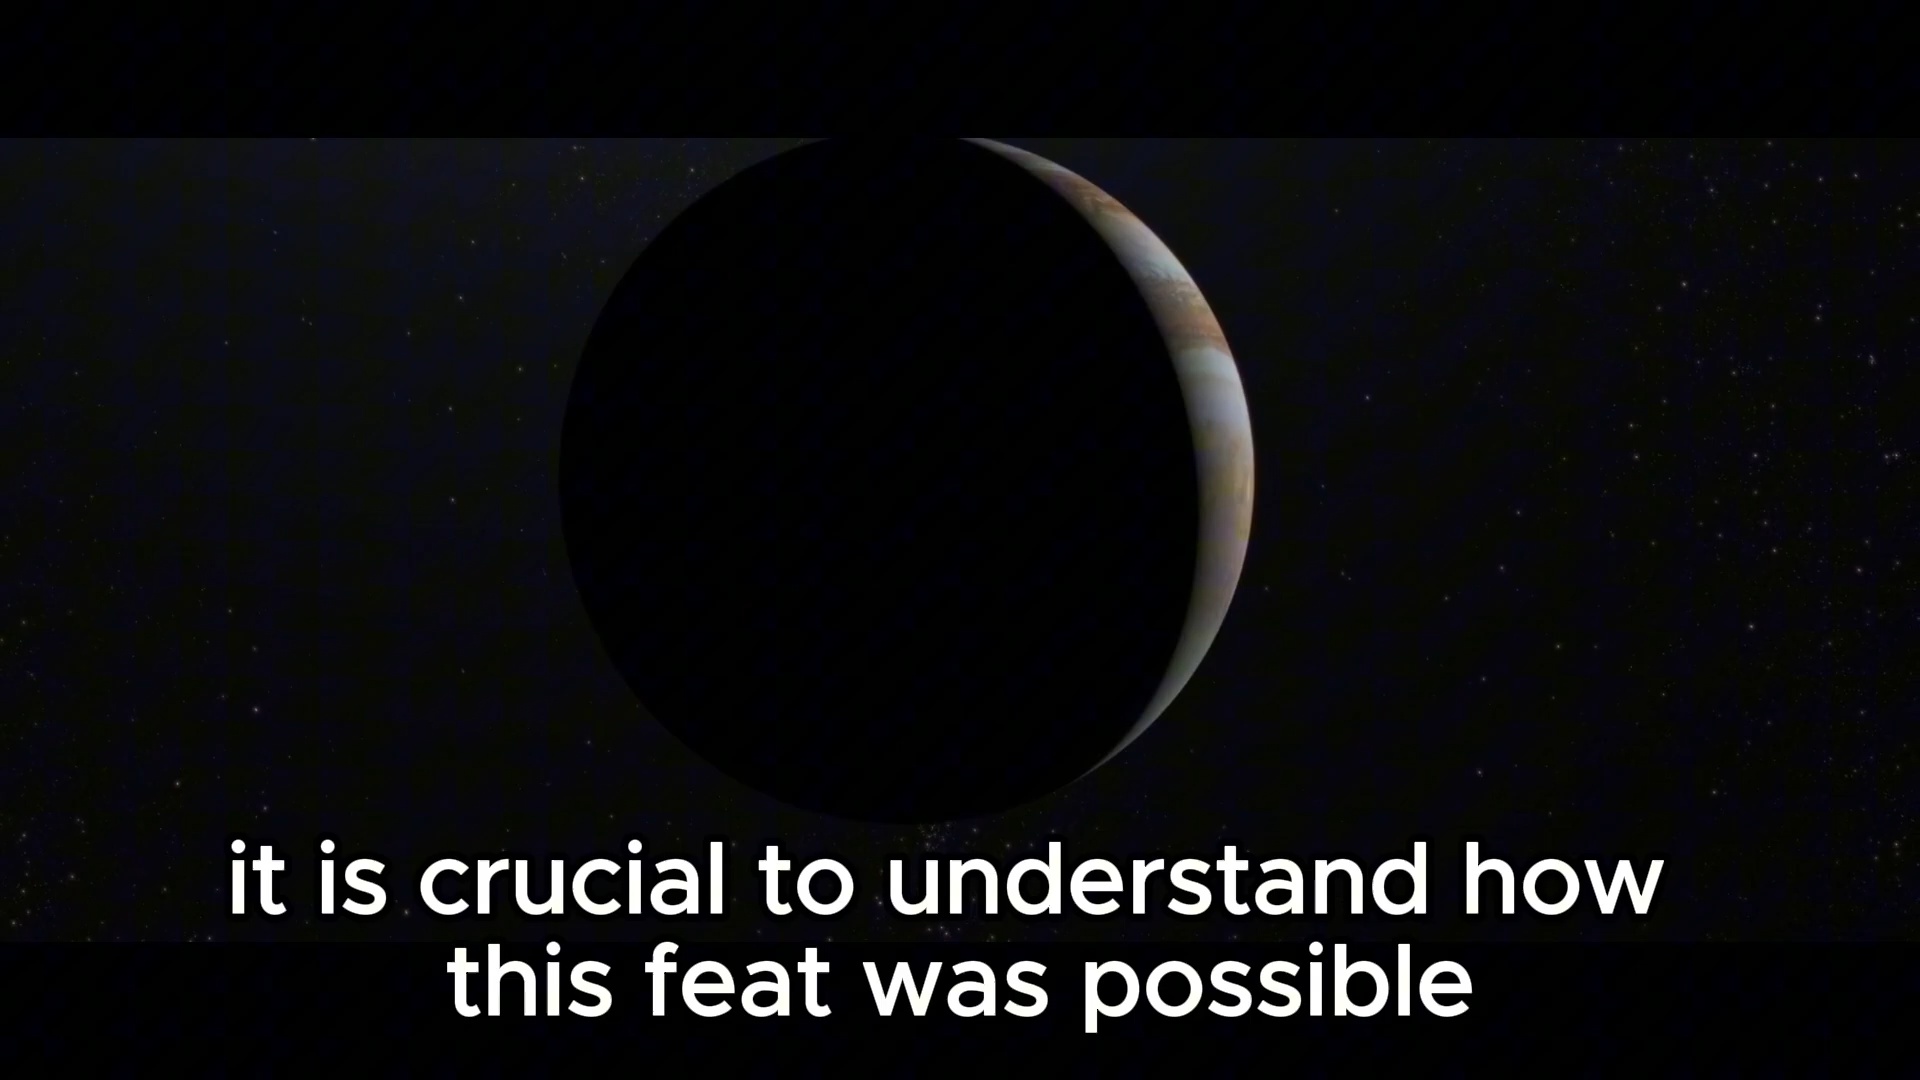 it is crucial to understand how
this feat was possible